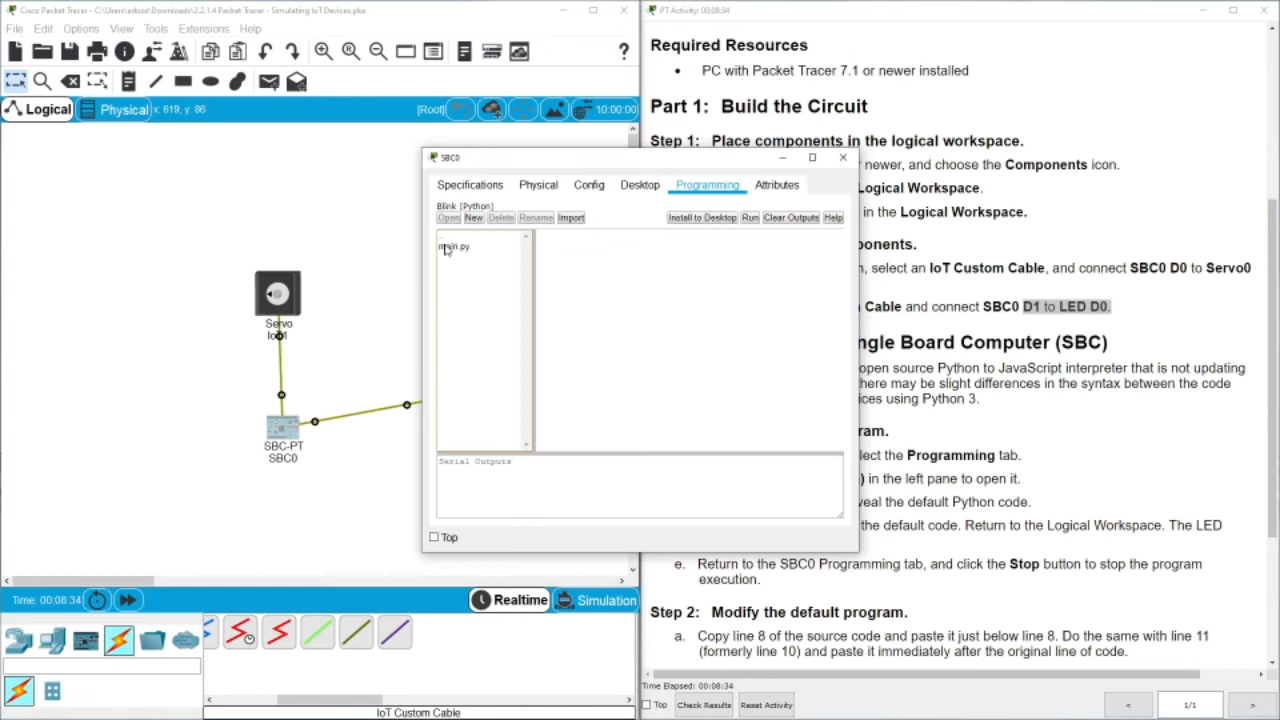 Cisco Packet Tracer - C:\Users\adoza\Downloads\2.2.1.4 Packet Tracer - Simulating IoT Devices.pka
File Edit Options View Tools Extensions Help
Logical Physical x: 619, y: 86 [Root] 10:00:00
Servo
IoT1
SBC-PT
SBC0
Time: 00:08:34 Realtime Simulation
IoT Custom Cable
SBC0
Specifications Physical Config Desktop Programming Attributes
Blink (Python)
Open New Delete Rename Import Install to Desktop Run Clear Outputs Help
..
main.py
Serial Outputs
Top
PT Activity: 00:08:34
Required Resources
• PC with Packet Tracer 7.1 or newer installed
Part 1: Build the Circuit
Step 1: Place components in the logical workspace.
newer, and choose the Components icon.
Logical Workspace.
in the Logical Workspace.
onents.
, select an IoT Custom Cable, and connect SBC0 D0 to Servo0
Cable and connect SBC0 D1 to LED D0.
ngle Board Computer (SBC)
open source Python to JavaScript interpreter that is not updating
here may be slight differences in the syntax between the code
ices using Python 3.
ram.
lect the Programming tab.
) in the left pane to open it.
veal the default Python code.
the default code. Return to the Logical Workspace. The LED
e. Return to the SBC0 Programming tab, and click the Stop button to stop the program
execution.
Step 2: Modify the default program.
a. Copy line 8 of the source code and paste it just below line 8. Do the same with line 11
(formerly line 10) and paste it immediately after the original line of code.
Time Elapsed: 00:08:34
Top Check Results Reset Activity < 1/1 >